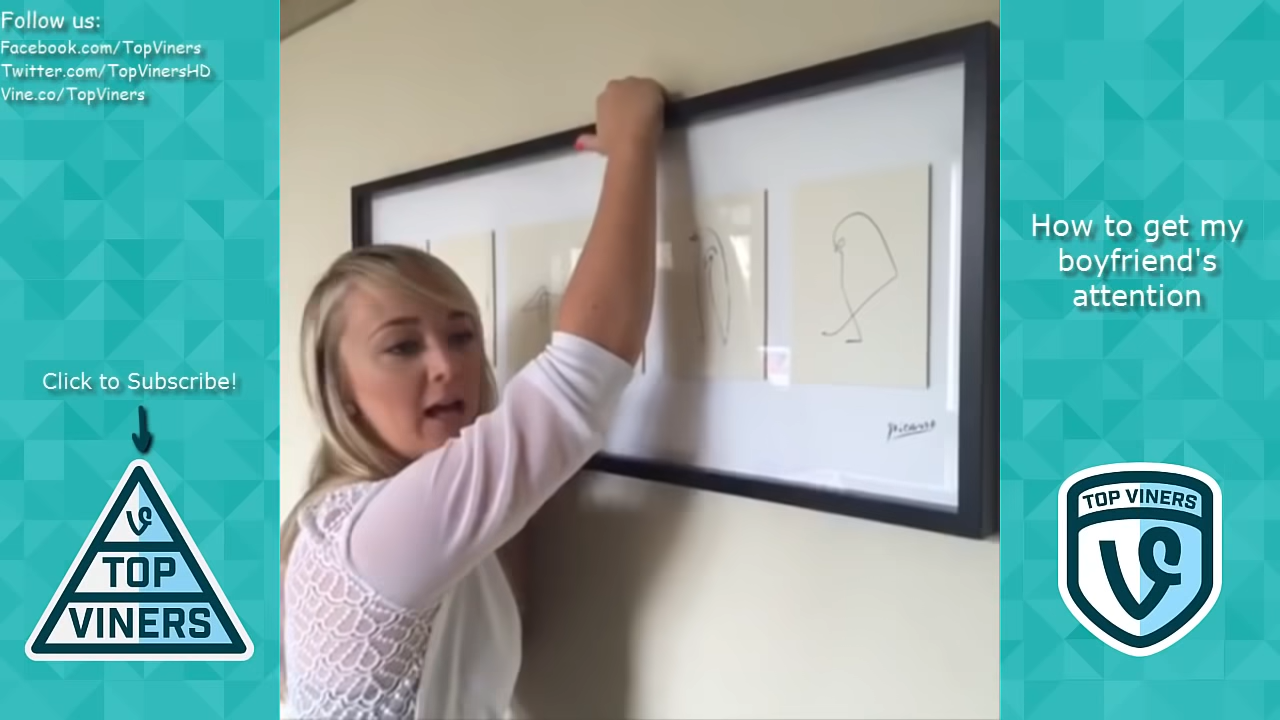 Follow us:
Facebook.com/TopViners
Twitter.com/TopVinersHD
Vine.co/TopViners
How to get my
boyfriend's
attention
Click to Subscribe!
TOP
VINERS
TOP VINERS